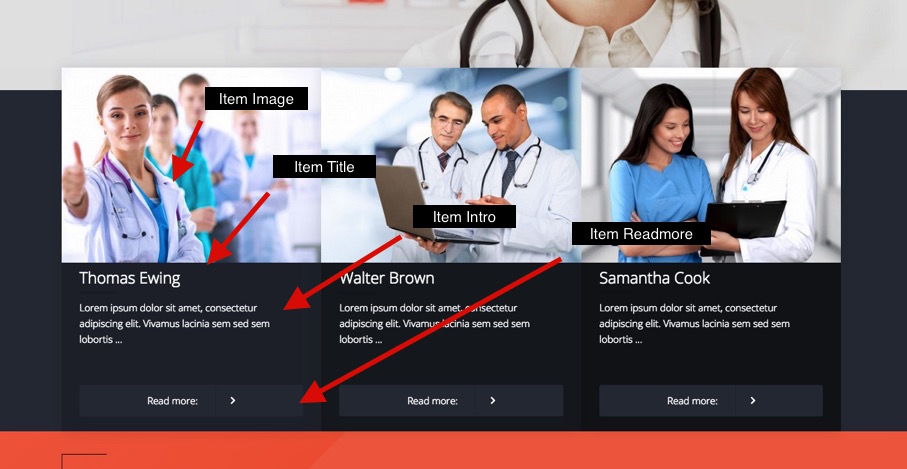 Item Image
Item Title
Item Intro
Item Readmore
Thomas Ewing
Lorem ipsum dolor sit amet, consectetur
adipiscing elit. Vivamus lacinia sem sed sem
lobortis ...
Read more:
Walter Brown
Lorem ipsum dolor sit amet, consectetur
adipiscing elit. Vivamus lacinia sem sed sem
lobortis ...
Read more:
Samantha Cook
Lorem ipsum dolor sit amet, consectetur
adipiscing elit. Vivamus lacinia sem sed sem
lobortis ...
Read more: